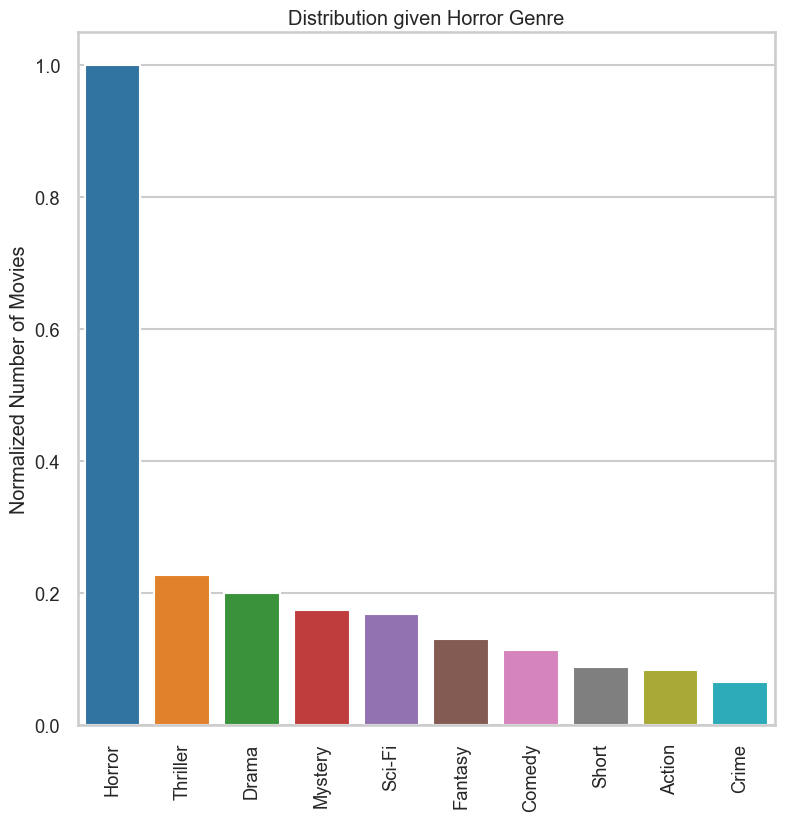 Distribution given Horror Genre
Normalized Number of Movies
1.0
0.8
0.6
0.4
0.2
0.0
Horror
Thriller
Drama
Mystery
Sci-Fi
Fantasy
Comedy
Short
Action
Crime